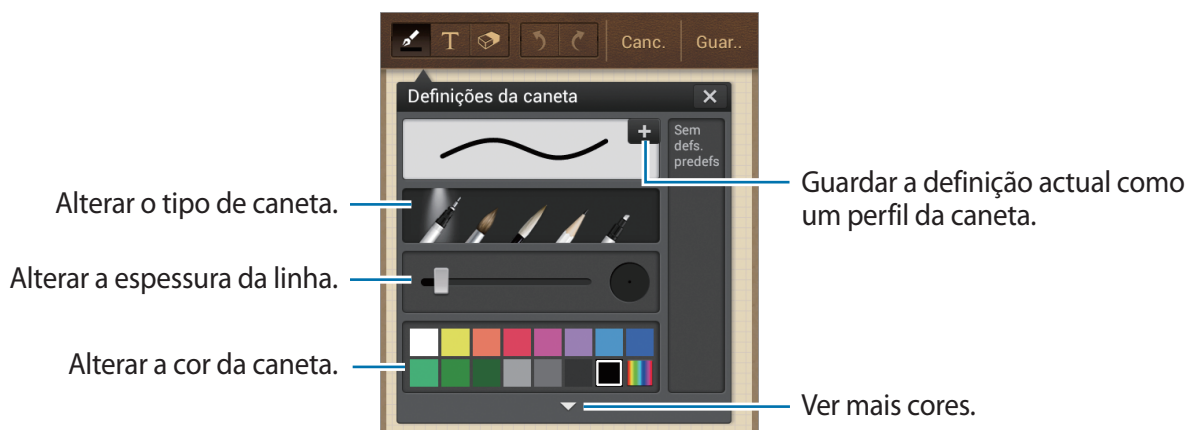 T
Canc.
Guar..
Definições da caneta
Sem
defs.
predefs
Guardar a definição actual como
um perfil da caneta.
Alterar o tipo de caneta.
Alterar a espessura da linha.
Alterar a cor da caneta.
Ver mais cores.